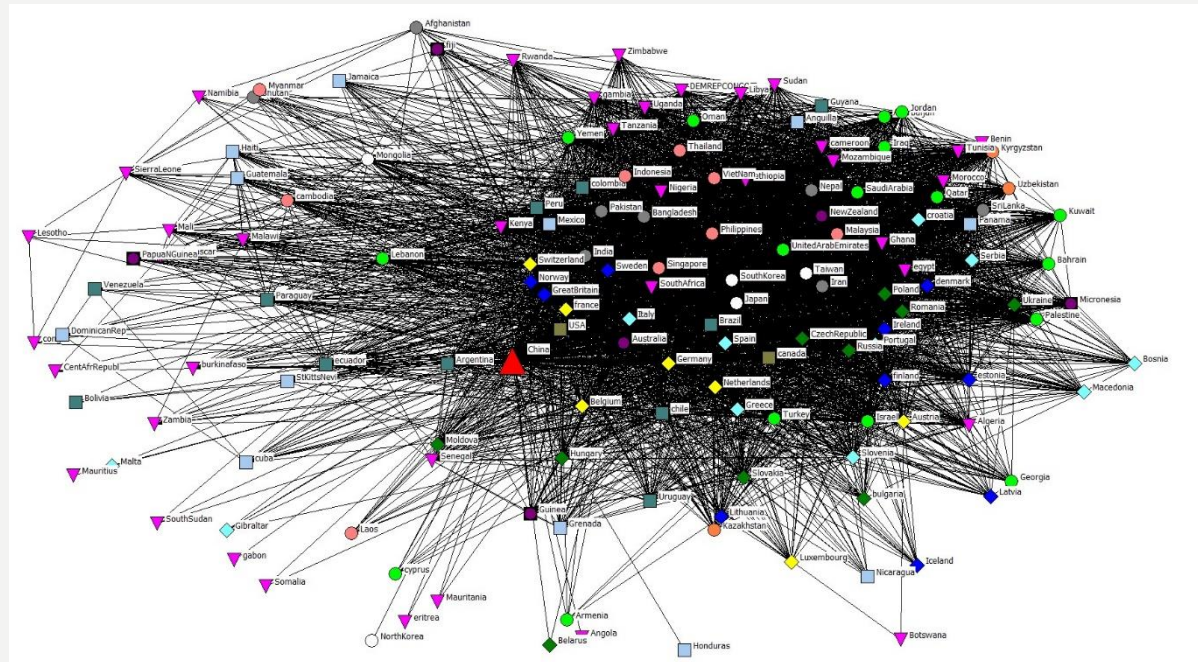 Afghanistan
fiji
Rwanda
Zimbabwe
Jamaica
Myanmar
Namibia
gambia
DEMREPCONGO
Libya
Sudan
Uganda
Guyana
Oman
Anguilla
Jordan
Tanzania
Yemen
Thailand
cameroon
Iraq
Benin
Tunisia
Kyrgyzstan
Haiti
Mongolia
Mozambique
SierraLeone
Guatemala
Indonesia
VietNam
Morocco
colombia
Nigeria
Nepal
SaudiArabia
Qatar
Uzbekistan
cambodia
Peru
Pakistan
Bangladesh
NewZealand
SriLanka
croatia
Panama
Kuwait
Mexico
Kenya
Mali
Malawi
Lesotho
Philippines
Malaysia
Ghana
UnitedArabEmirates
PapuaNGuinea
scar
Lebanon
India
Switzerland
Sweden
Singapore
Serbia
Bahrain
Norway
SouthAfrica
SouthKorea
Taiwan
Iran
egypt
denmark
Venezuela
Paraguay
GreatBritain
Japan
Poland
Romania
Ukraine
Micronesia
france
Italy
Brazil
Palestine
DominicanRep
USA
Ireland
CzechRepublic
Portugal
con
Australia
Spain
Russia
China
CentAfrRepubl
burkinafaso
ecuador
Argentina
Germany
canada
Bosnia
StKittsNevi
finland
estonia
Netherlands
Macedonia
Bolivia
Belgium
Greece
chile
Turkey
Israel
Austria
Algeria
Zambia
Moldova
Malta
cuba
Senegal
Hungary
Slovenia
Mauritius
Slovakia
Georgia
Uruguay
bulgaria
Latvia
SouthSudan
Guinea
Lithuania
Gibraltar
Laos
Grenada
Kazakhstan
gabon
Luxembourg
Iceland
cyprus
Nicaragua
Somalia
Mauritania
eritrea
Armenia
NorthKorea
Belarus
Angola
Honduras
Botswana